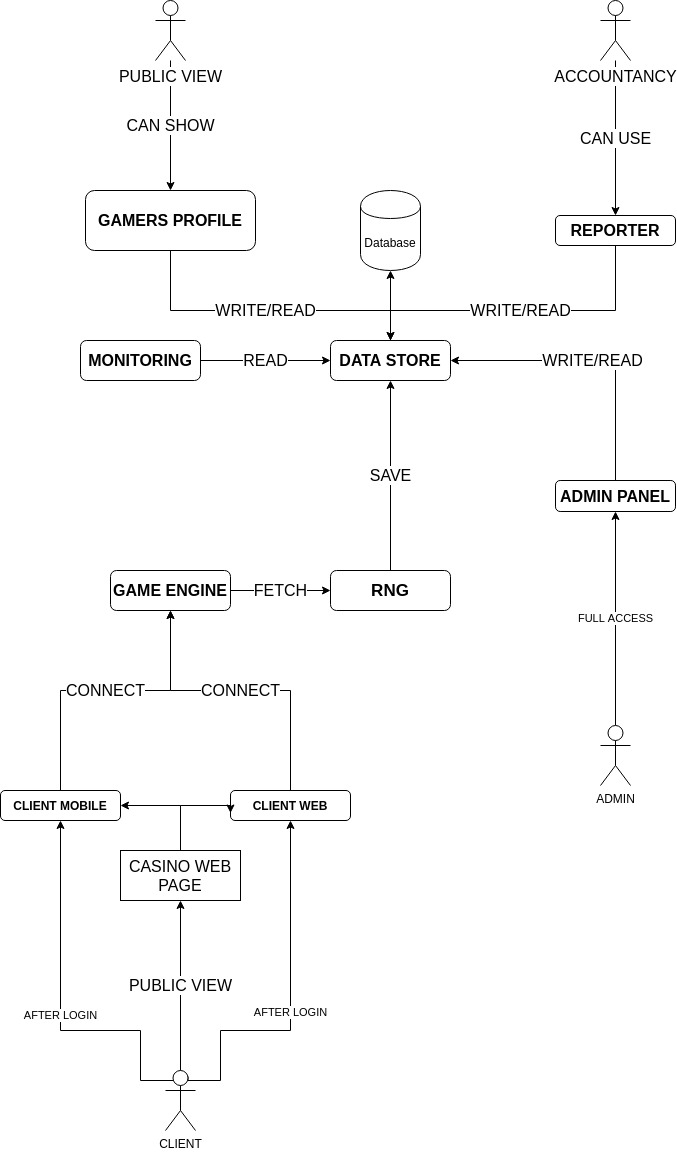 PUBLIC VIEW
ACCOUNTANCY
CAN SHOW
CAN USE
GAMERS PROFILE
Database
REPORTER
WRITE/READ
WRITE/READ
MONITORING
READ
DATA STORE
WRITE/READ
SAVE
ADMIN PANEL
GAME ENGINE
FETCH
RNG
FULL ACCESS
CONNECT
CONNECT
ADMIN
CLIENT MOBILE
CLIENT WEB
CASINO WEB
PAGE
PUBLIC VIEW
AFTER LOGIN
AFTER LOGIN
CLIENT